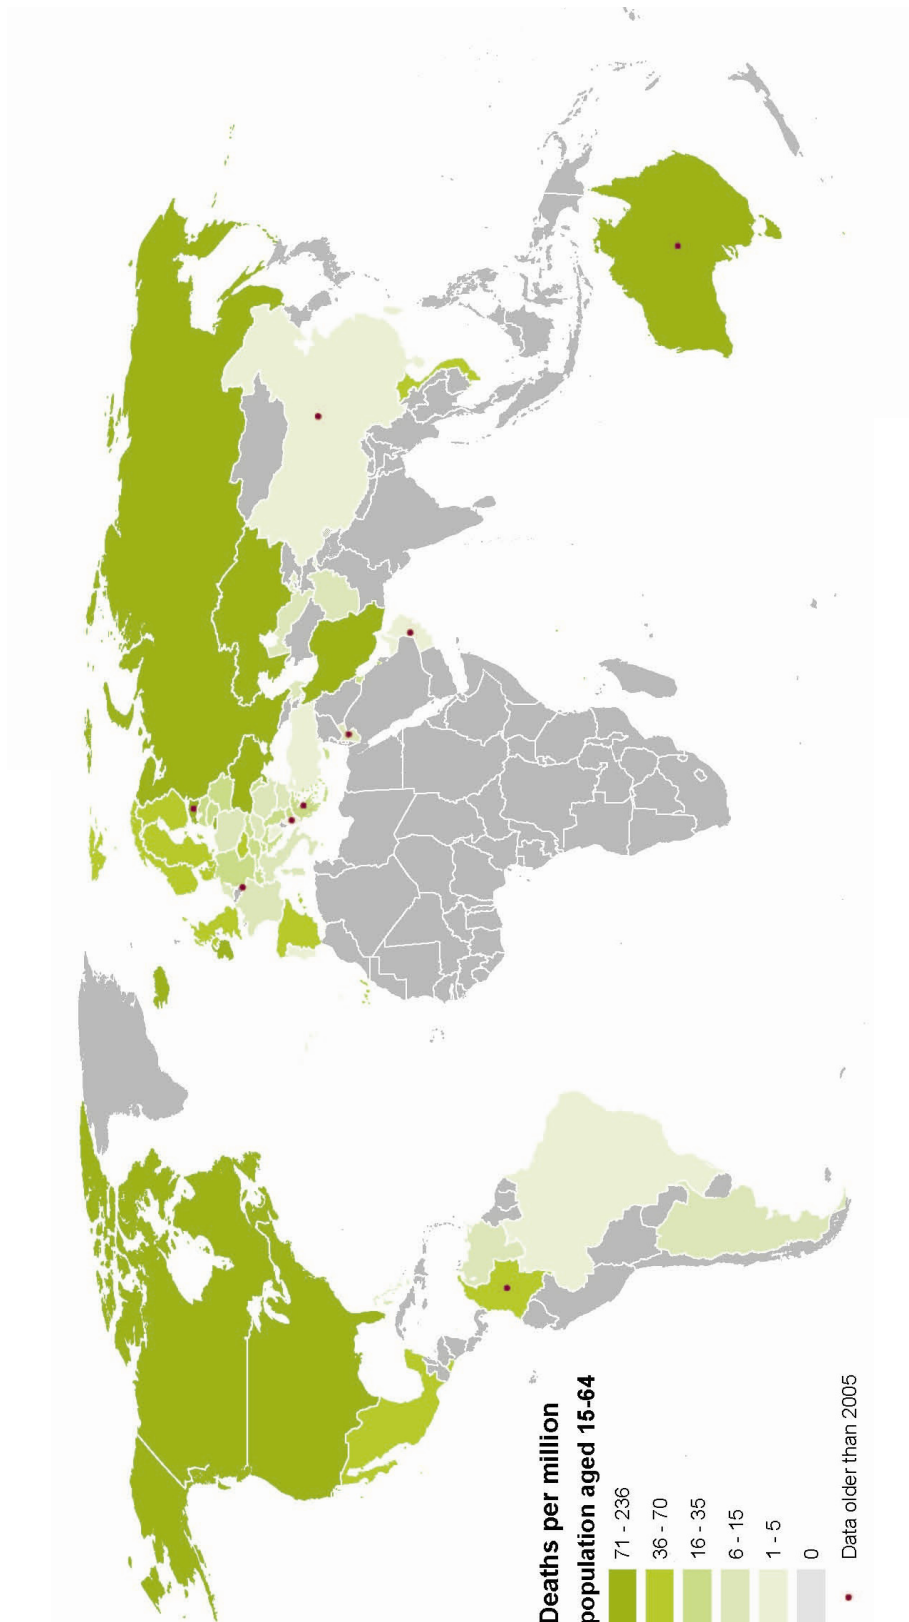 Deaths per million
population aged 15-64
71 - 236
36 - 70
16 - 35
6 - 15
1 - 5
0
Data older than 2005